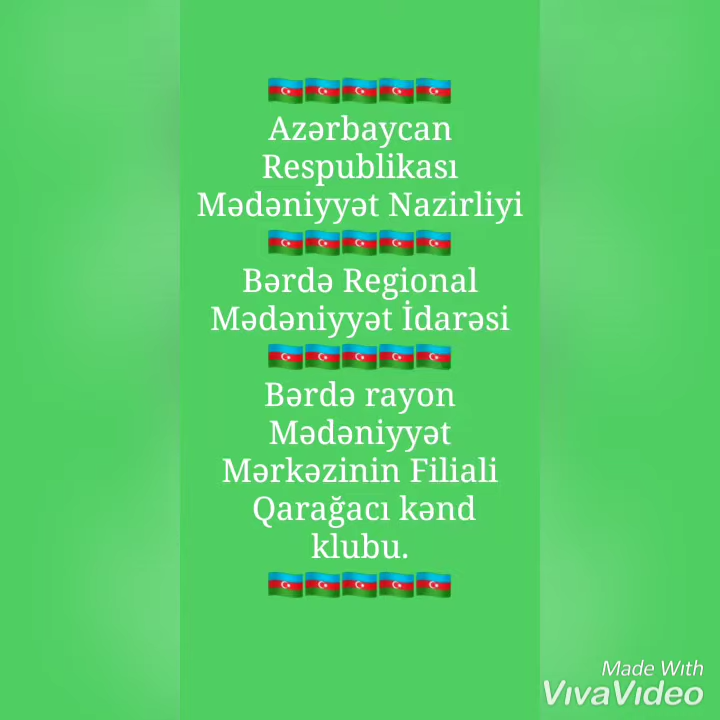 🇦🇿🇦🇿🇦🇿🇦🇿🇦🇿
Azərbaycan
Respublikası
Mədəniyyət Nazirliyi
🇦🇿🇦🇿🇦🇿🇦🇿🇦🇿
Bərdə Regional
Mədəniyyət İdarəsi
🇦🇿🇦🇿🇦🇿🇦🇿🇦🇿
Bərdə rayon
Mədəniyyət
Mərkəzinin Filiali
Qarağacı kənd
klubu.
🇦🇿🇦🇿🇦🇿🇦🇿🇦🇿
Made With
VivaVideo